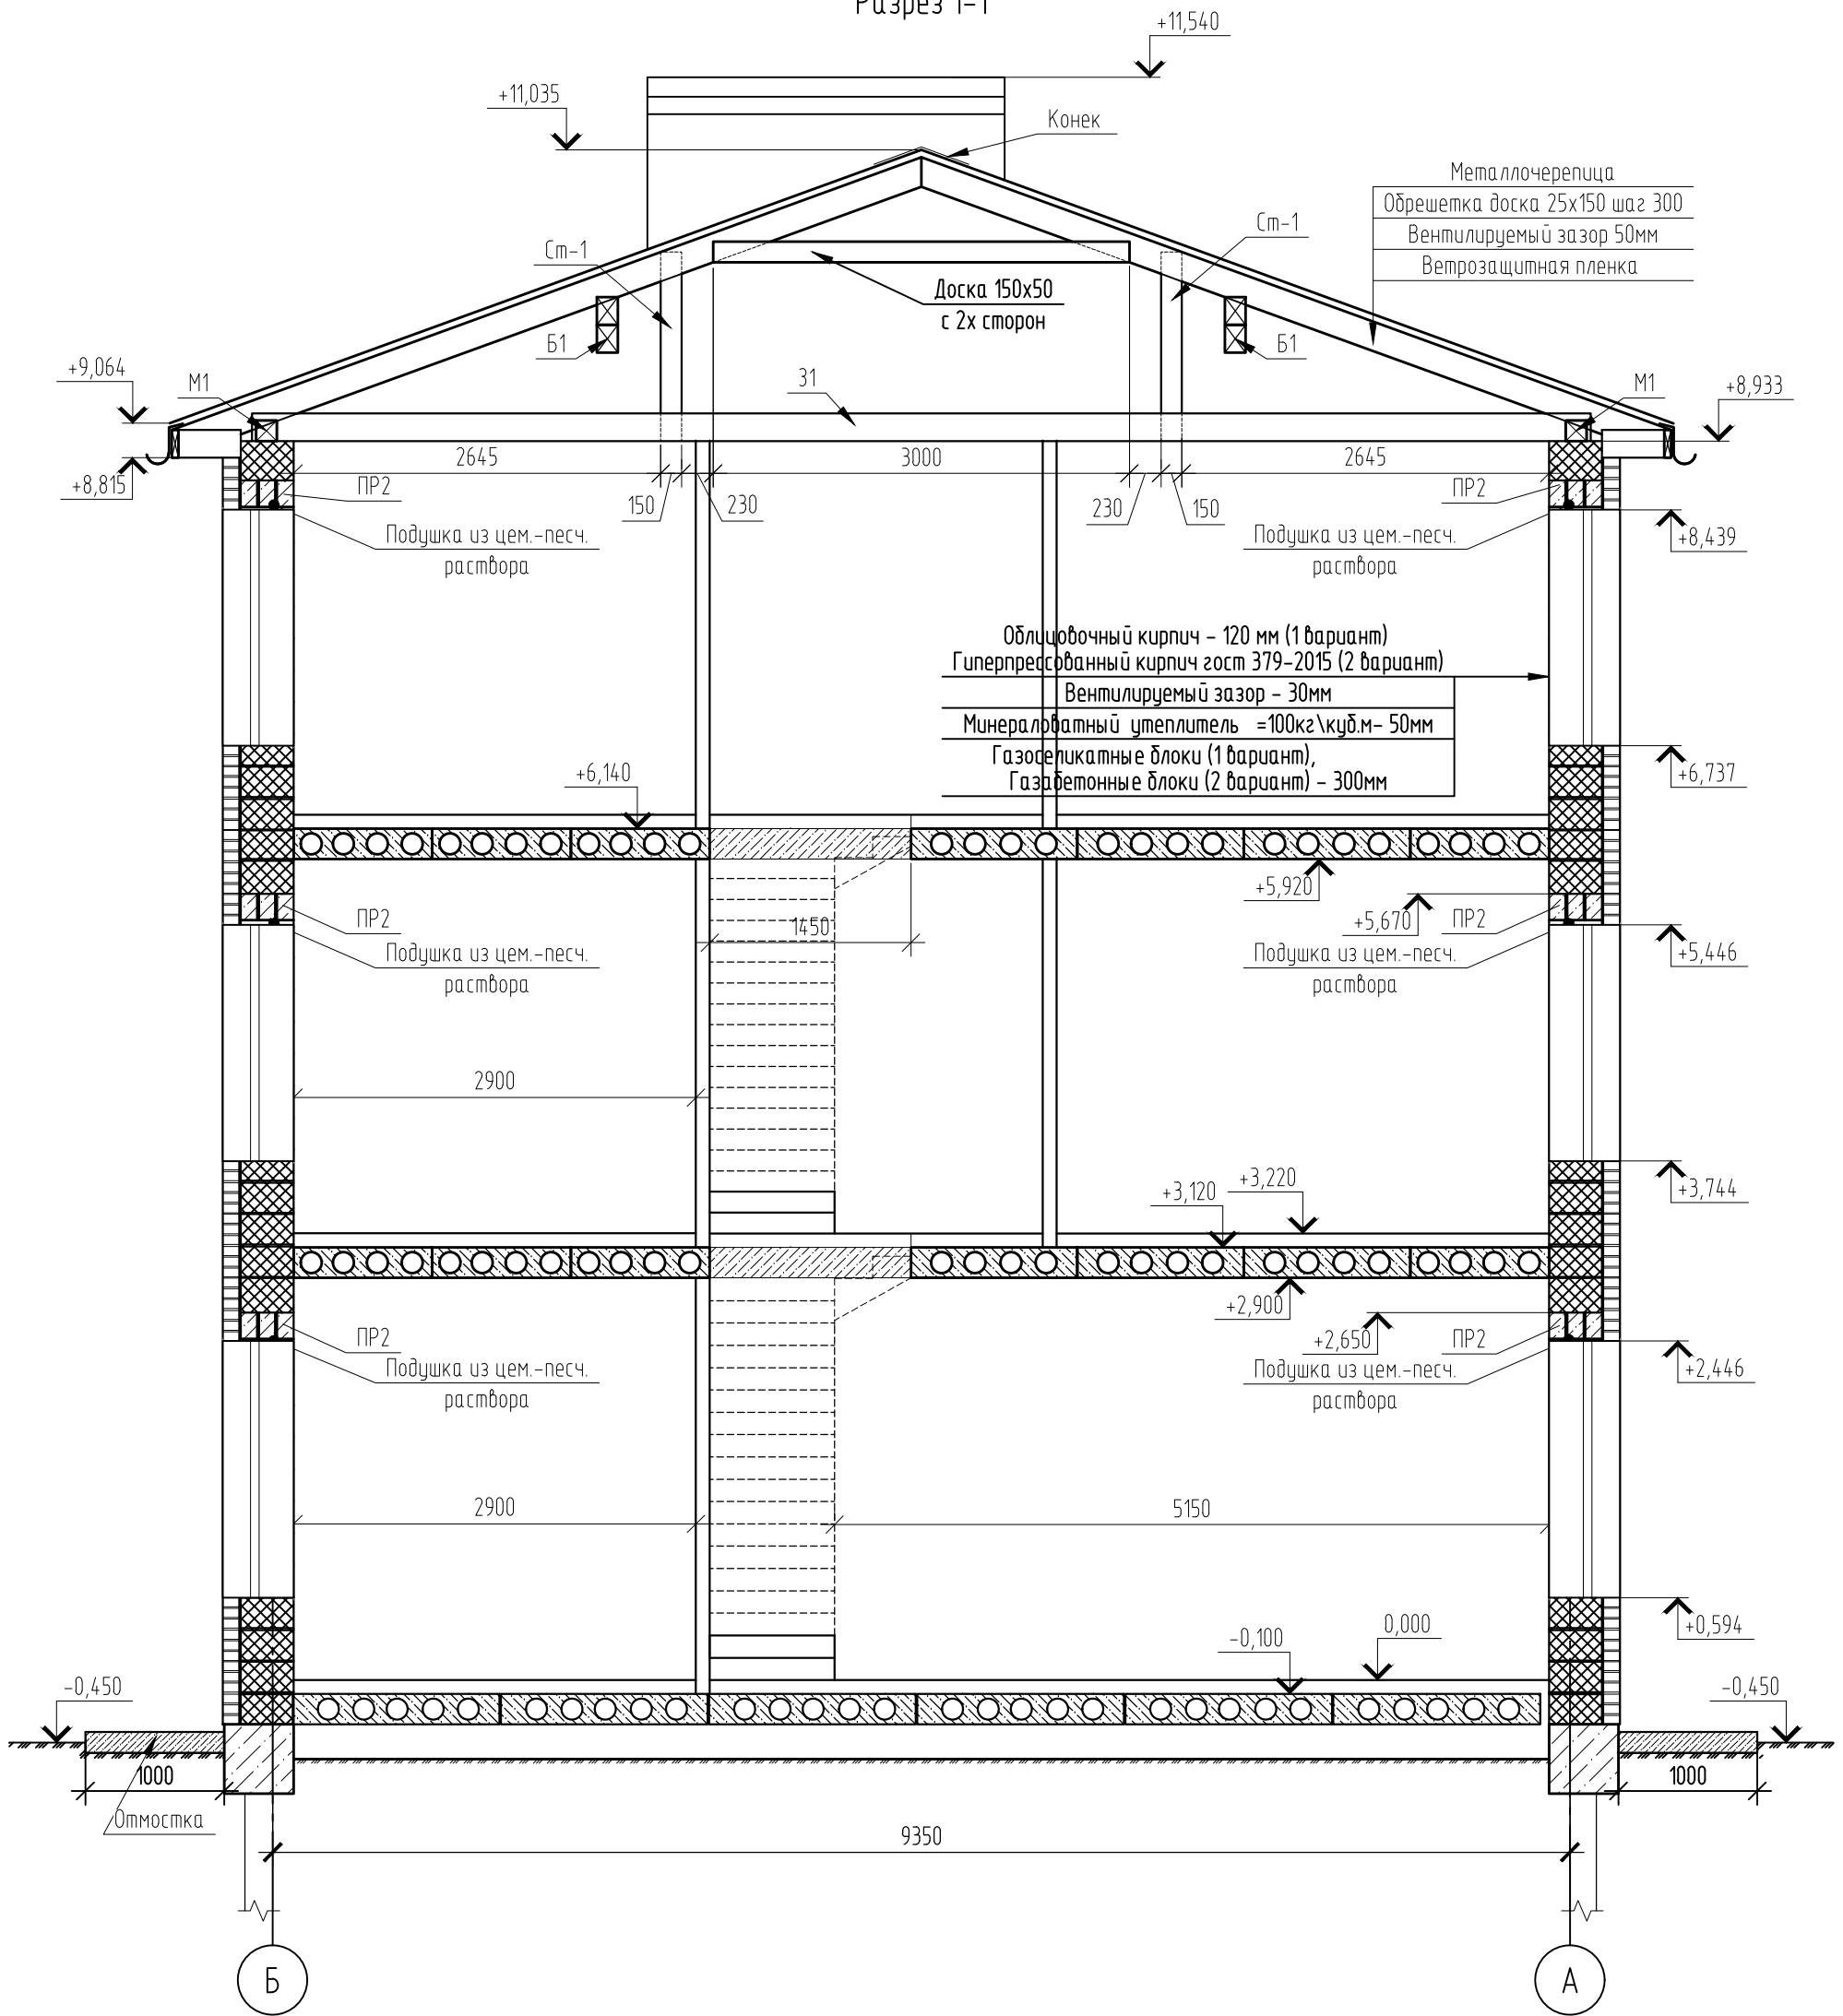 Разрез 1-1
+11,540
+11,035
Конек
Металлочерепица
Обрешетка доска 25х150 шаг 300
Вентилируемый зазор 50мм
Ветрозащитная пленка
Ст-1
Ст-1
Доска 150х50
с 2х сторон
Б1
Б1
+9,064
М1
31
М1
+8,933
2645
3000
2645
+8,815
ПР2
150
230
230
150
ПР2
+8,439
Подушка из цем.-песч.
раствора
Подушка из цем.-песч.
раствора
Облицовочный кирпич - 120 мм (1 вариант)
Гиперпрессованный кирпич гост 379-2015 (2 вариант)
Вентилируемый зазор - 30мм
Минераловатный утеплитель =100кг\куб.м- 50мм
Газоселикатные блоки (1 вариант),
Газабетонные блоки (2 вариант) - 300мм
+6,140
+6,737
+5,920
ПР2
1450
+5,670
ПР2
+5,446
Подушка из цем.-песч.
раствора
Подушка из цем.-песч.
раствора
2900
+3,120
+3,220
+3,744
+2,900
ПР2
+2,650
ПР2
+2,446
Подушка из цем.-песч.
раствора
Подушка из цем.-песч.
раствора
2900
5150
-0,100
0,000
+0,594
-0,450
-0,450
1000
1000
Отмостка
9350
Б
А